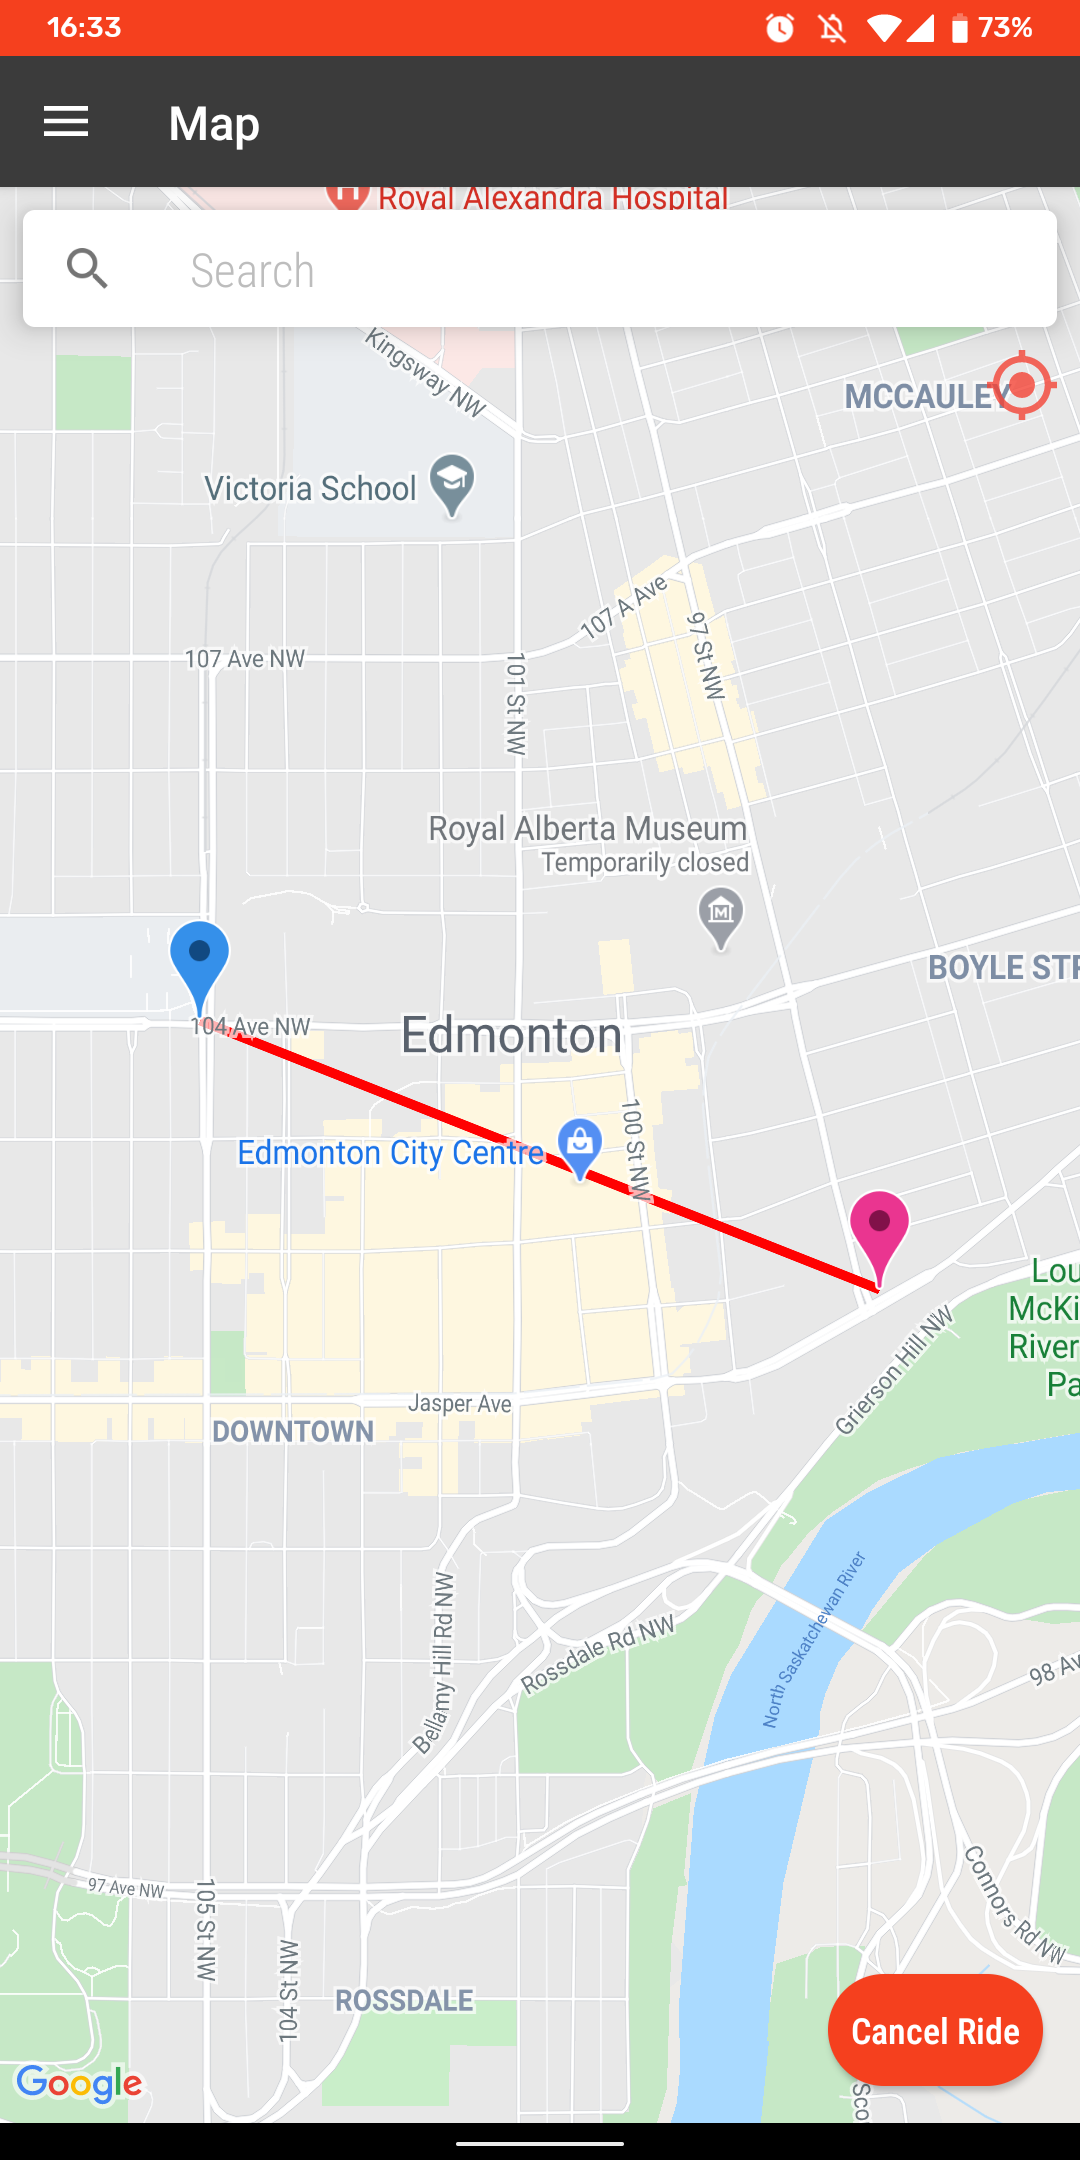 16:33
73%
Map
Royal Alexandra Hospital
Search
Kingsway NW
MCCAULEY
Victoria School
107 A Ave
97 St NW
107 Ave NW
101 St NW
Royal Alberta Museum
Temporarily closed
M
BOYLE STR
104 Ave NW
Edmonton
100 St NW
Edmonton City Centre
Lou
McKi
River
Pa
Grierson Hill NW
Jasper Ave
DOWNTOWN
North Saskatchewan River
Bellamy Hill Rd NW
Rossdale Rd NW
98 Av
97 Ave NW
105 St NW
104 St NW
Connors Rd NW
ROSSDALE
Cancel Ride
Google
Sco